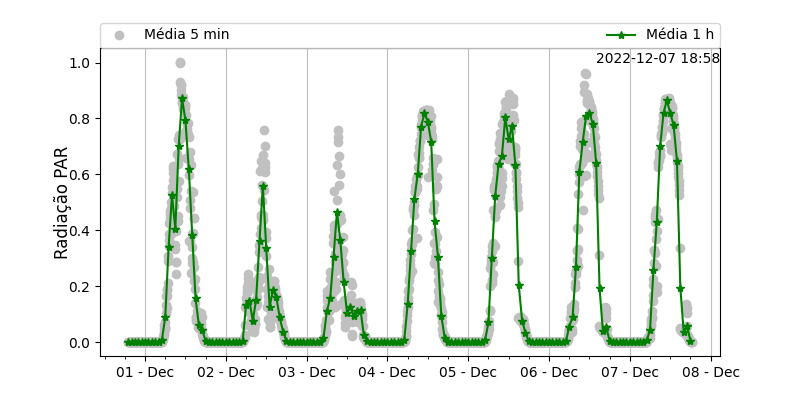 Média 5 min
Média 1 h
2022-12-07 18:58
Radiação PAR
1.0
0.8
0.6
0.4
0.2
0.0
01 - Dec
02 - Dec
03 - Dec
04 - Dec
05 - Dec
06 - Dec
07 - Dec
08 - Dec